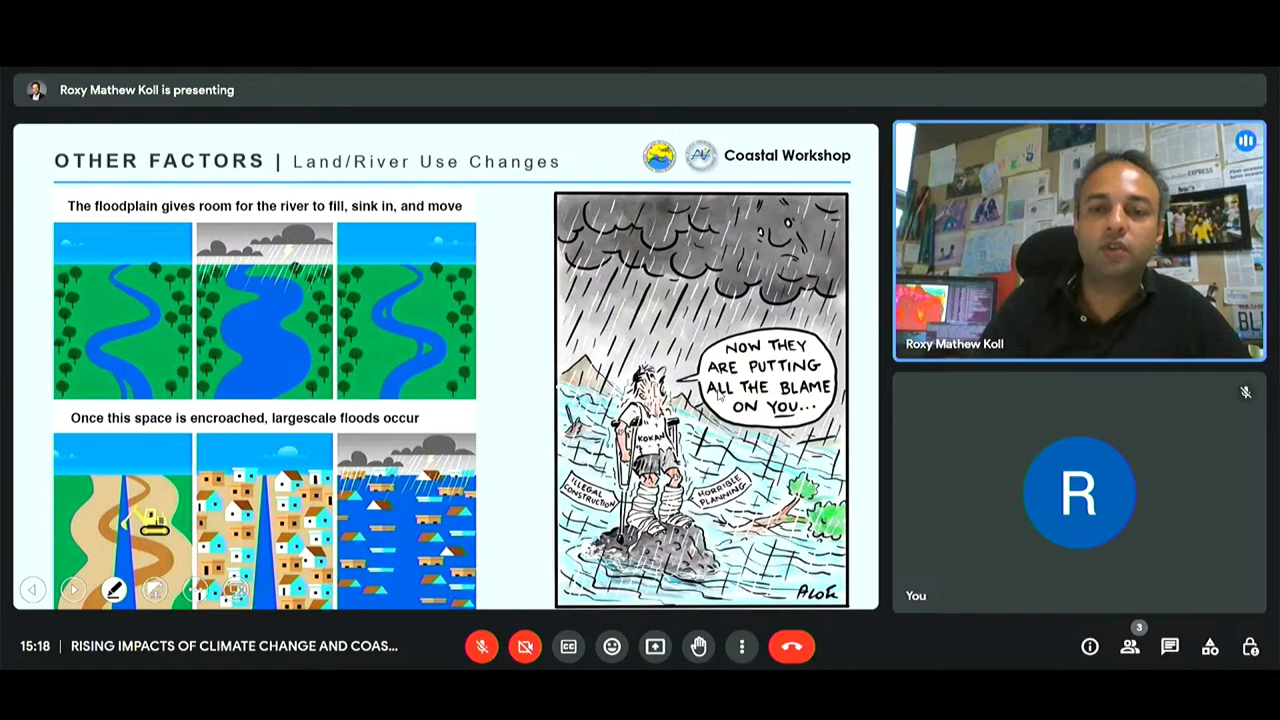 Roxy Mathew Koll is presenting
OTHER FACTORS | Land/River Use Changes
Coastal Workshop
The floodplain gives room for the river to fill, sink in, and move
Once this space is encroached, largescale floods occur
NOW THEY
ARE PUTTING
ALL THE BLAME
ON YOU...
KOKAN
ILLEGAL
CONSTRUCTION
HORRIBLE
PLANNING
ALOK
EXPRESS
Roxy Mathew Koll
R
You
15:18 | RISING IMPACTS OF CLIMATE CHANGE AND COAS...
3